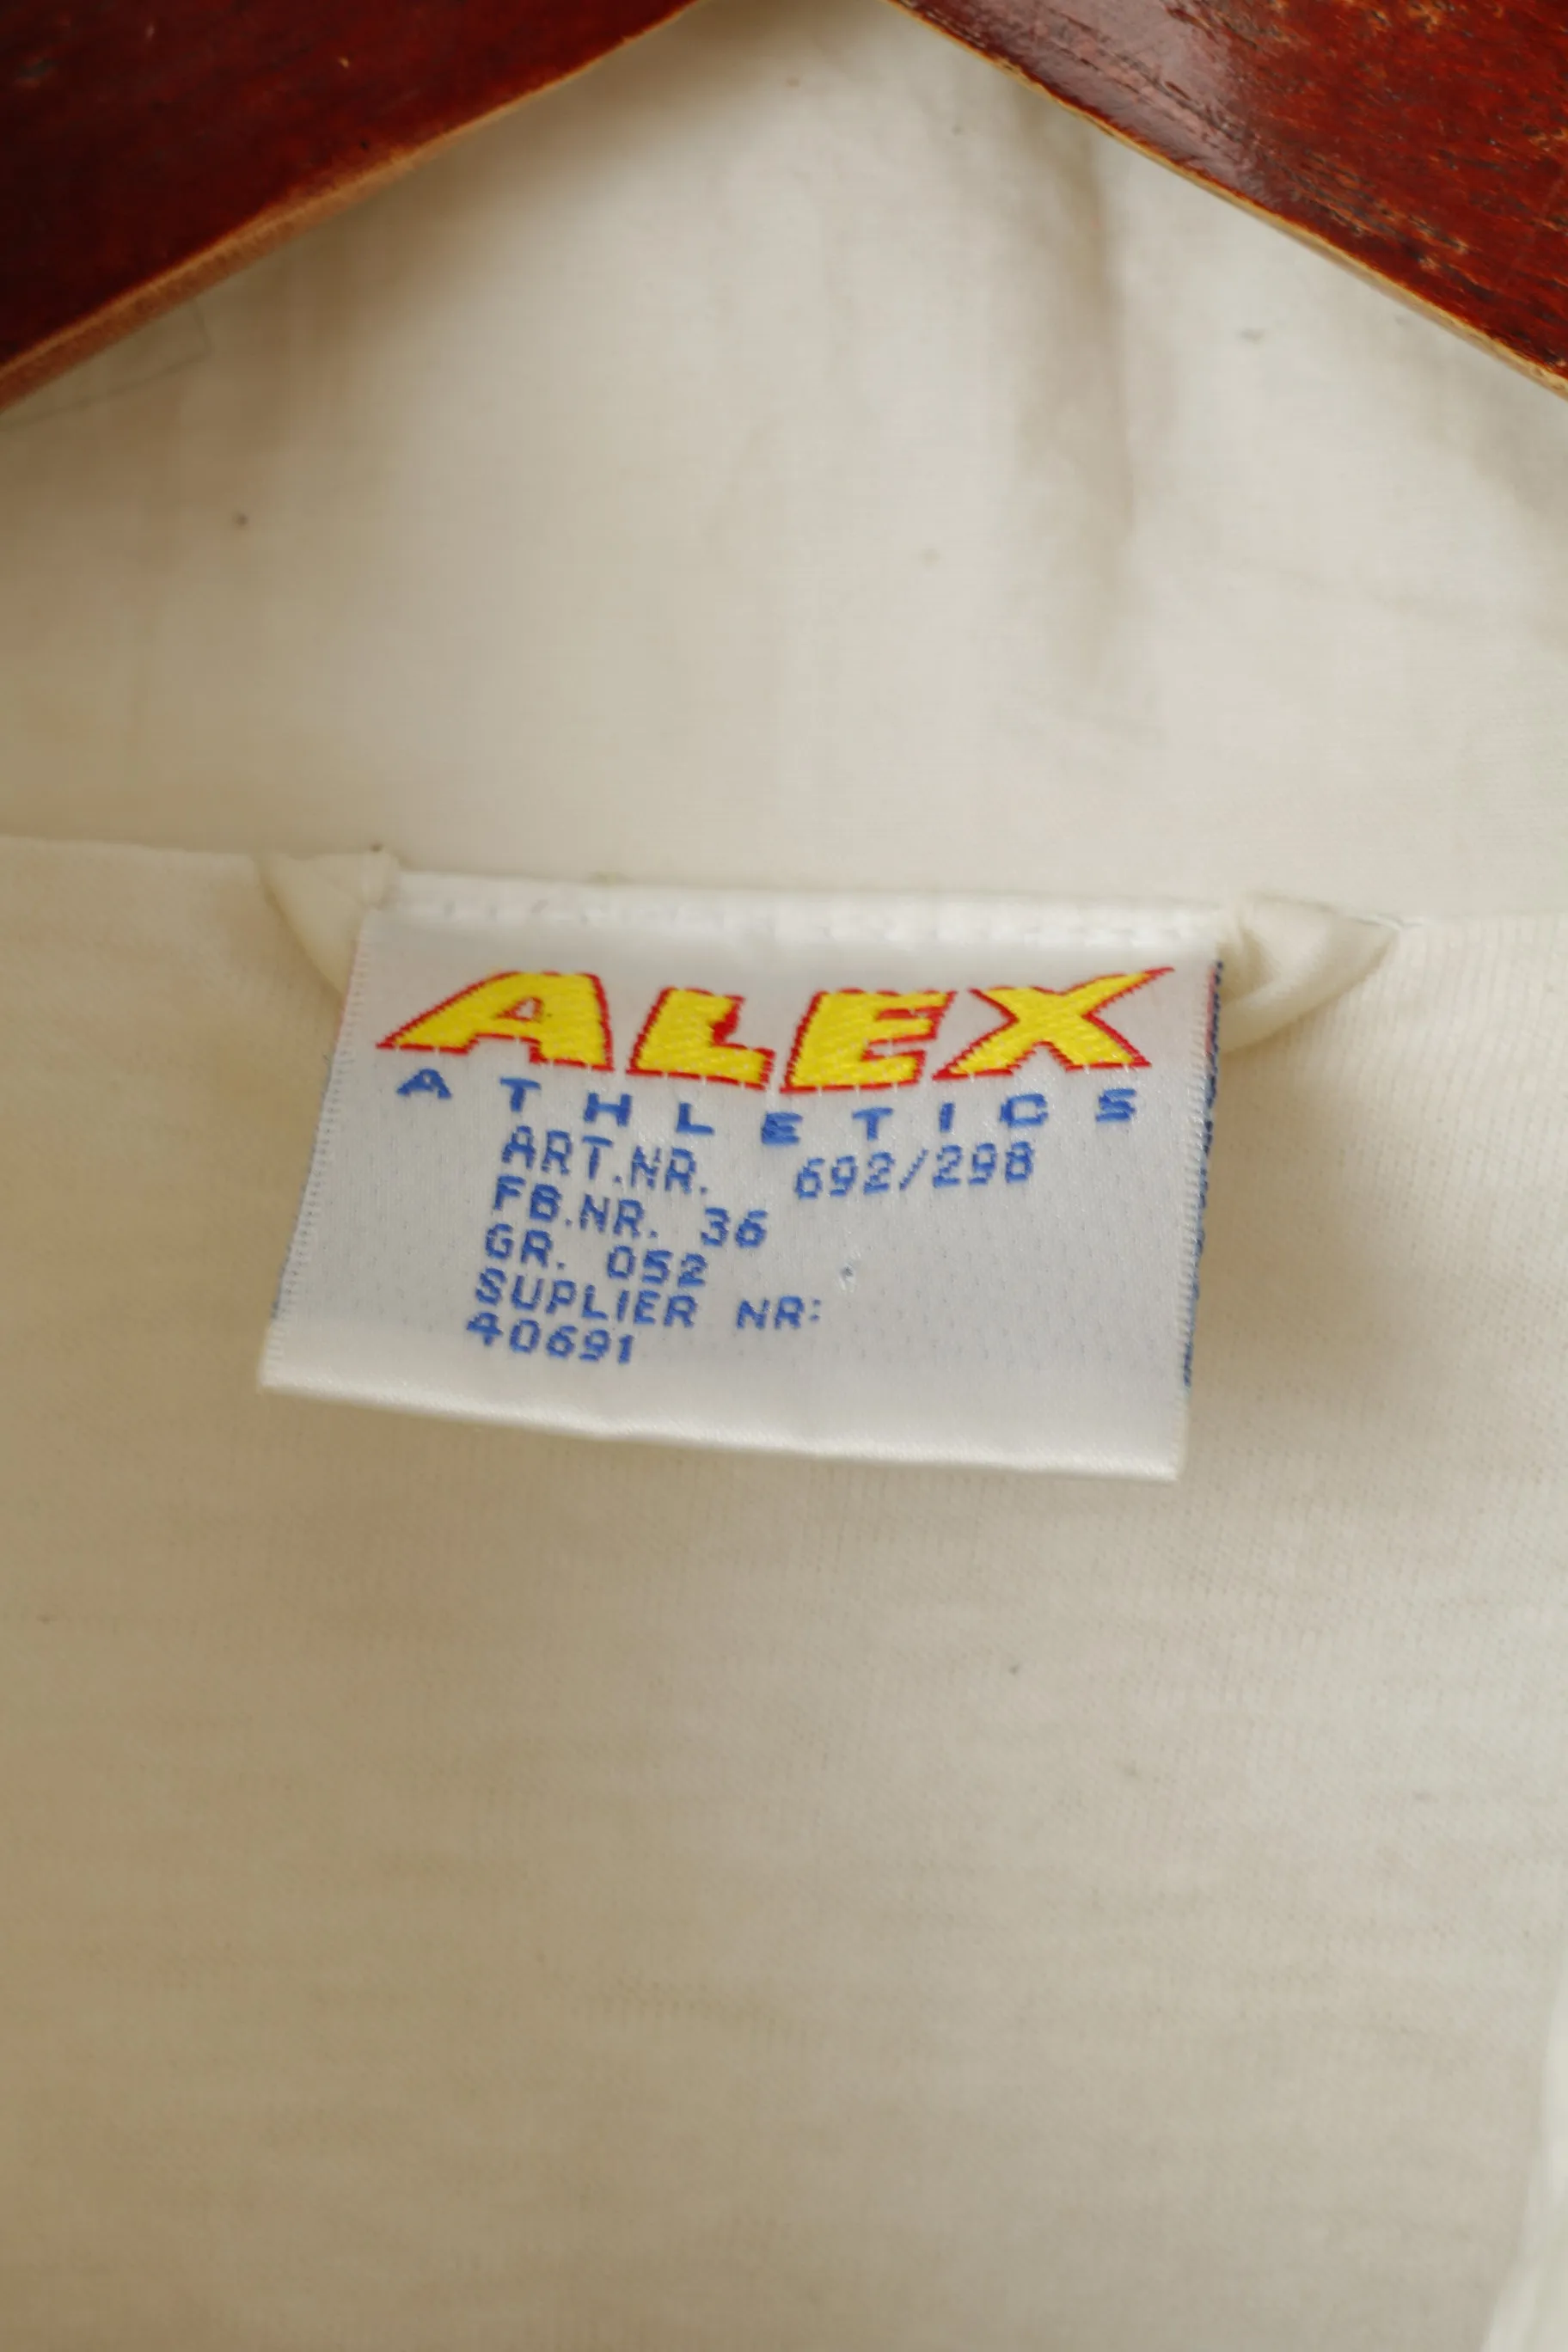 ALEX
ATHLETICS
ART.NR. 692/298
FB.NR. 36
GR. 052
SUPLIER NR:
40691